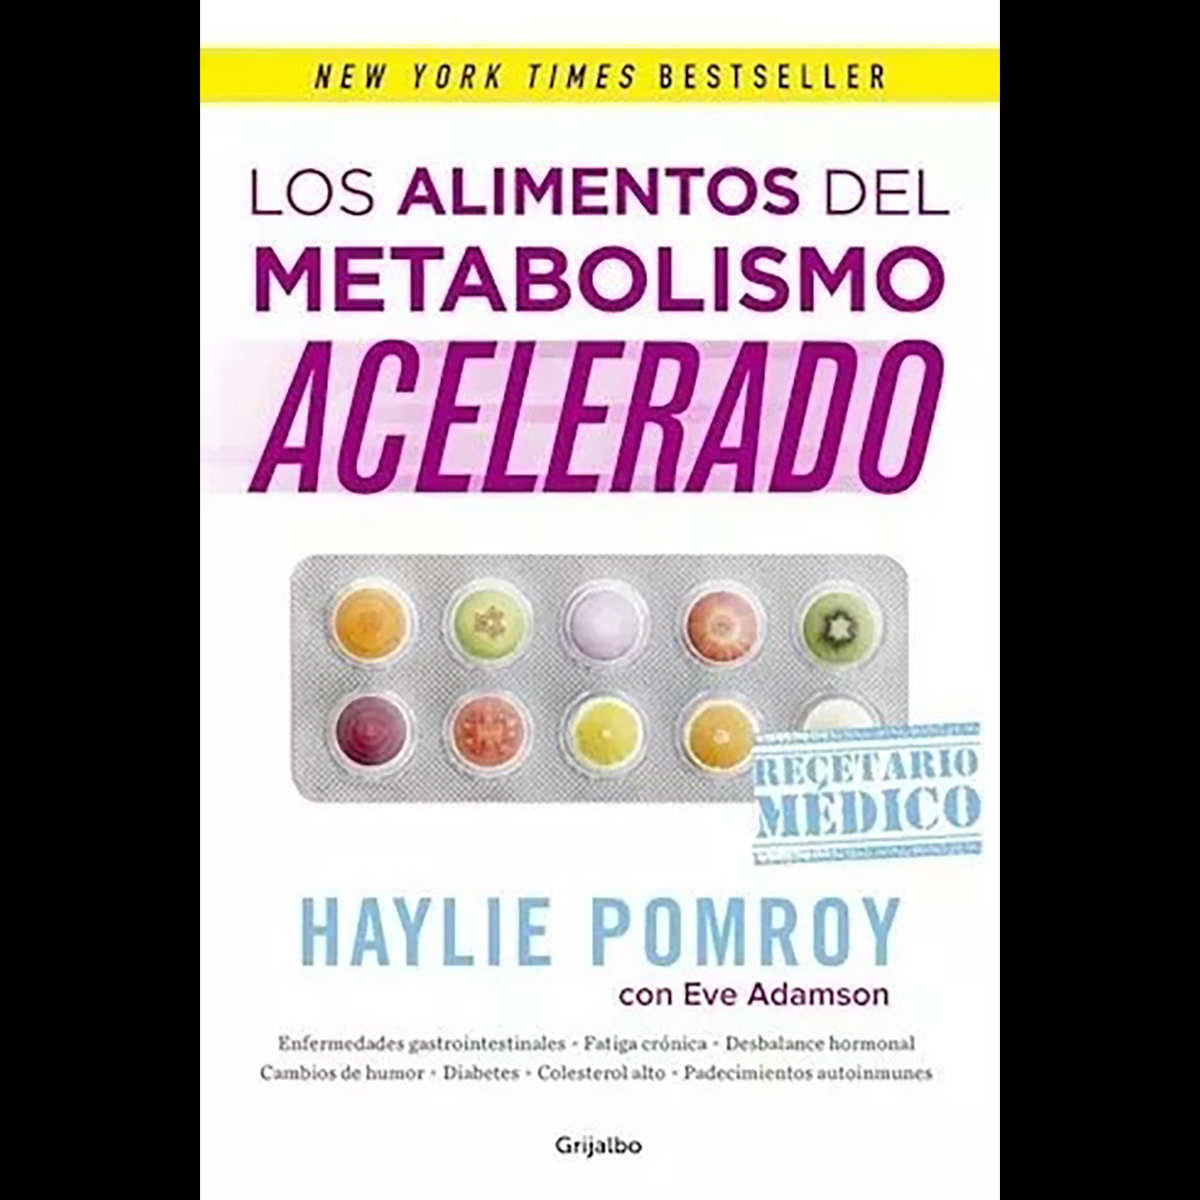 NEW YORK TIMES BESTSELLER
LOS ALIMENTOS DEL
METABOLISMO
ACELERADO
RECETARIO
MÉDICO
HAYLIE POMROY
con Eve Adamson
Enfermedades gastrointestinales • Fatiga crónica • Desbalance hormonal
Cambios de humor • Diabetes • Colesterol alto • Padecimientos autoinmunes
Grijalbo